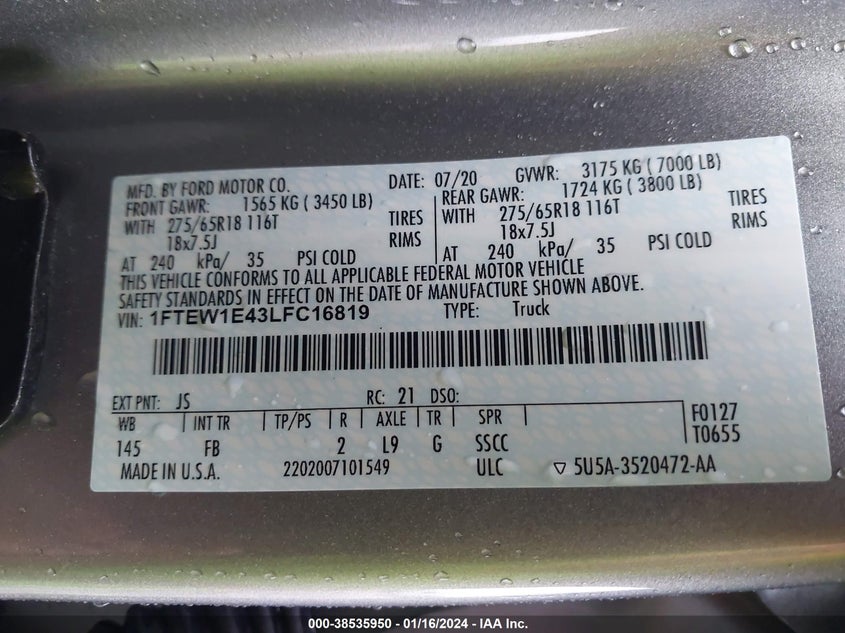 MFD. BY FORD MOTOR CO. DATE: 07/20 GVWR: 3175 KG ( 7000 LB)
FRONT GAWR: 1565 KG ( 3450 LB) REAR GAWR: 1724 KG ( 3800 LB)
WITH 275/65R18 116T TIRES WITH 275/65R18 116T TIRES
18x7.5J RIMS 18x7.5J RIMS
AT 240 kPa/ 35 PSI COLD AT 240 kPa/ 35 PSI COLD
THIS VEHICLE CONFORMS TO ALL APPLICABLE FEDERAL MOTOR VEHICLE
SAFETY STANDARDS IN EFFECT ON THE DATE OF MANUFACTURE SHOWN ABOVE.
VIN: 1FTEW1E43LFC16819 TYPE: Truck
EXT PNT: JS RC: 21 DSO:
WB INT TR TP/PS R AXLE TR SPR F0127
145 FB 2 L9 G SSCC T0655
MADE IN U.S.A. 2202007101549 ULC ▽ 5U5A-3520472-AA
000-38535950 - 01/16/2024 - IAA Inc.